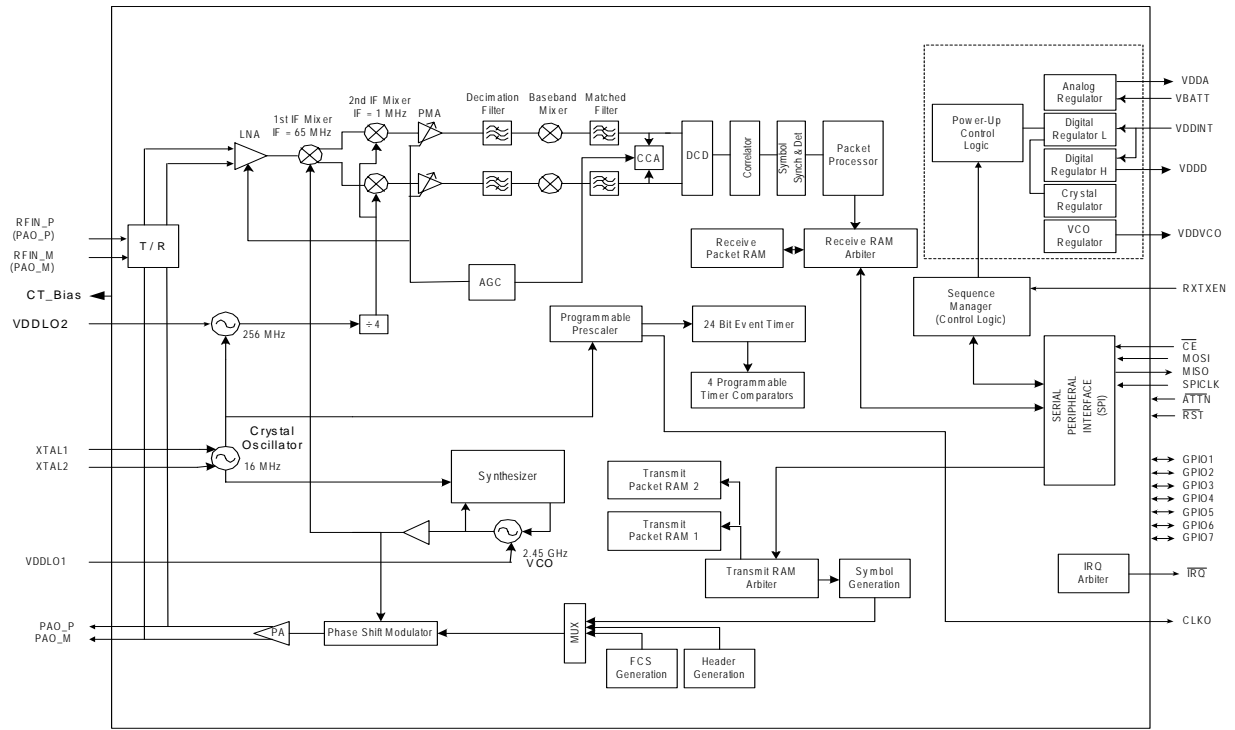 2nd IF Mixer
IF = 1 MHz
1st IF Mixer
IF = 65 MHz
LNA
PMA
Decimation
Filter
Baseband
Mixer
Matched
Filter
CCA
DCD
Correlator
Symbol
Synch & Det
Packet
Processor
Power-Up
Control
Logic
Analog
Regulator
Digital
Regulator L
Digital
Regulator H
Crystal
Regulator
VCO
Regulator
VDDA
VBATT
VDDINT
VDDD
VDDVCO
RFIN_P
(PAO_P)
RFIN_M
(PAO_M)
T / R
CT_Bias
VDDLO2
256 MHz
÷4
AGC
Receive
Packet RAM
Receive RAM
Arbiter
Sequence
Manager
(Control Logic)
RXTXEN
Programmable
Prescaler
24 Bit Event Timer
4 Programmable
Timer Comparators
SERIAL
PERIPHERAL
INTERFACE
(SPI)
CE
MOSI
MISO
SPICLK
ATTN
RST
XTAL1
XTAL2
Crystal
Oscillator
16 MHz
Synthesizer
2.45 GHz
VCO
VDDLO1
Transmit
Packet RAM 2
Transmit
Packet RAM 1
Transmit RAM
Arbiter
Symbol
Generation
GPIO1
GPIO2
GPIO3
GPIO4
GPIO5
GPIO6
GPIO7
IRQ
Arbiter
IRQ
CLKO
PAO_P
PAO_M
PA
Phase Shift Modulator
MUX
FCS
Generation
Header
Generation